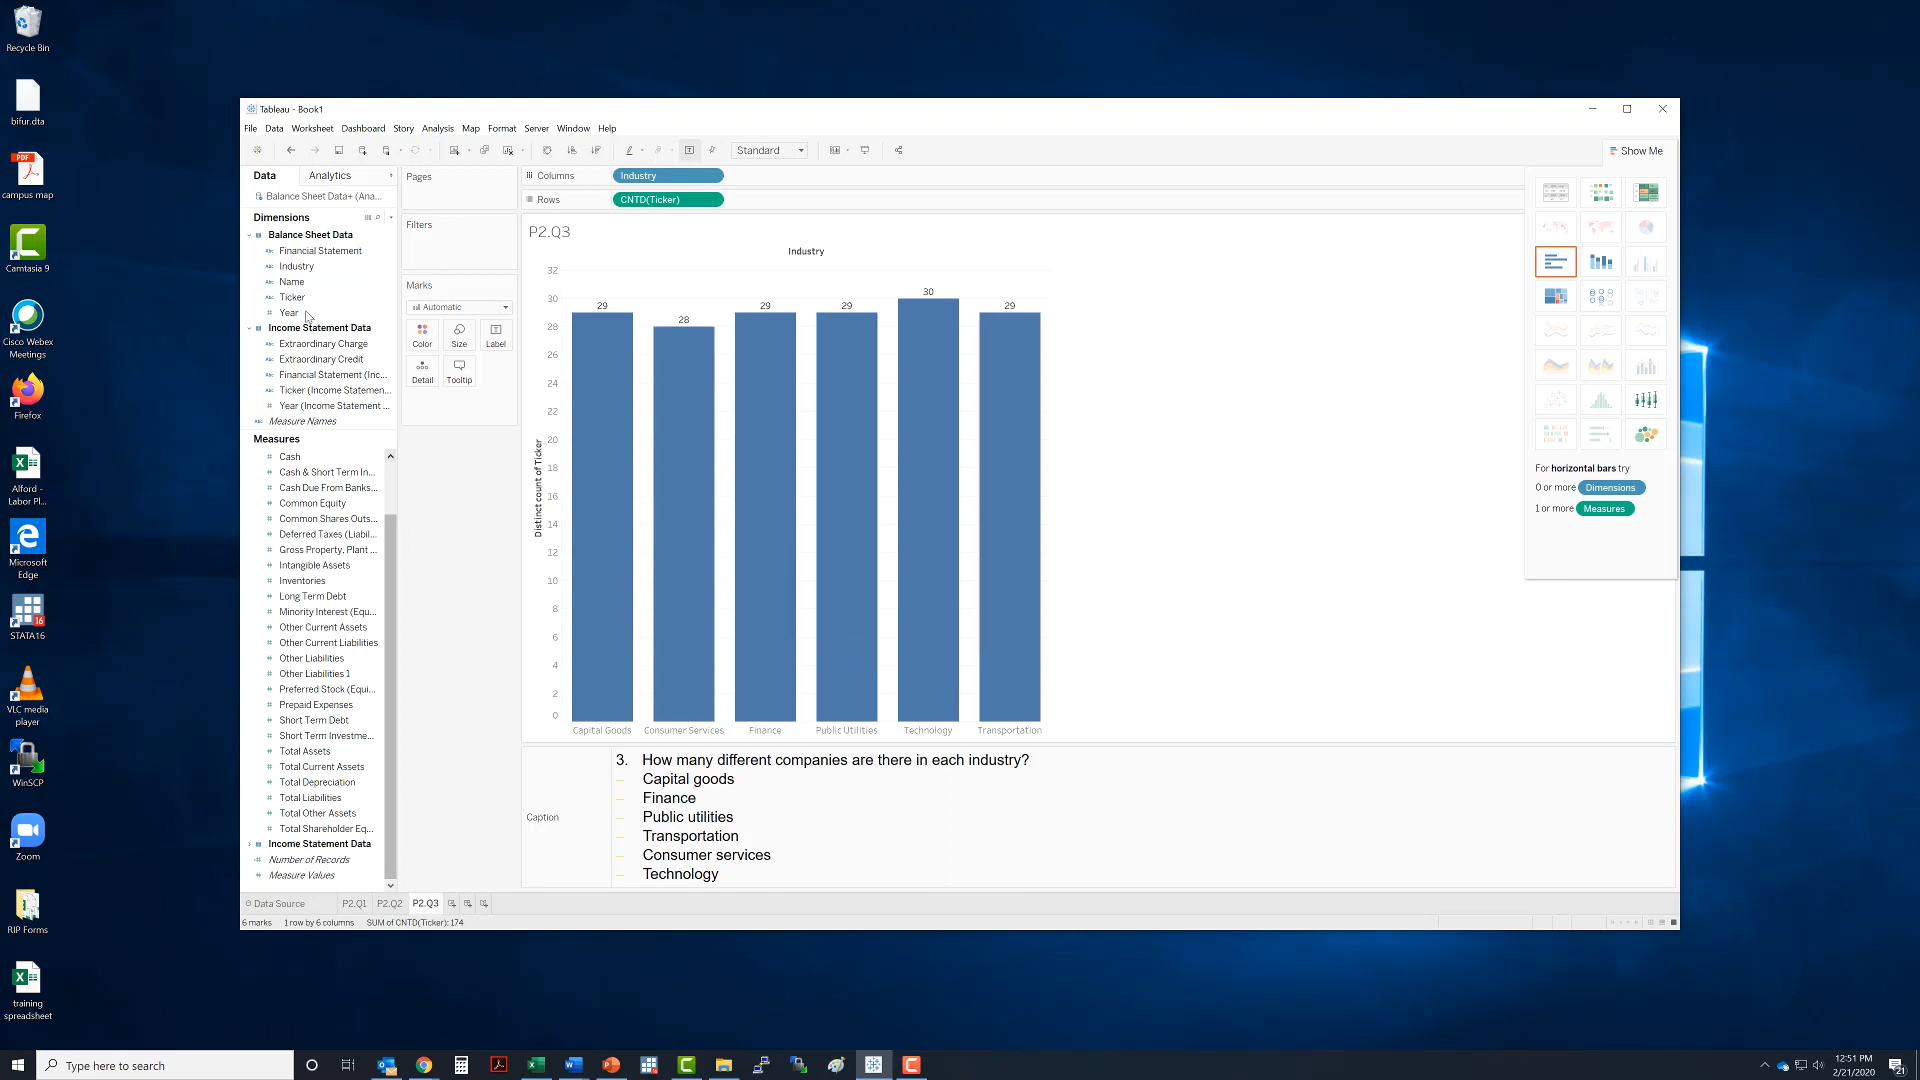 Recycle Bin
bifur.dta
PDF
campus map
Camtasia 9
Cisco Webex
Meetings
Firefox
Alford -
Labor Pl...
Microsoft
Edge
16
STATA16
VLC media
player
WinSCP
Zoom
RIP Forms
training
spreadsheet
Tableau - Book1
File Data Worksheet Dashboard Story Analysis Map Format Server Window Help
Standard
Show Me
Data Analytics
Balance Sheet Data+ (Ana...
Dimensions
Balance Sheet Data
Abc Financial Statement
Abc Industry
Abc Name
Abc Ticker
# Year
Income Statement Data
Abc Extraordinary Charge
Abc Extraordinary Credit
Abc Financial Statement (Inc...
Abc Ticker (Income Statemen...
# Year (Income Statement ...
Abc Measure Names
Measures
# Cash
# Cash & Short Term In...
# Cash Due From Banks...
# Common Equity
# Common Shares Outs...
# Deferred Taxes (Liabil...
# Gross Property, Plant ...
# Intangible Assets
# Inventories
# Long Term Debt
# Minority Interest (Equ...
# Other Current Assets
# Other Current Liabilities
# Other Liabilities
# Other Liabilities 1
# Preferred Stock (Equi...
# Prepaid Expenses
# Short Term Debt
# Short Term Investme...
# Total Assets
# Total Current Assets
# Total Depreciation
# Total Liabilities
# Total Other Assets
# Total Shareholder Eq...
Income Statement Data
# Number of Records
# Measure Values
Pages
Filters
Marks
Automatic
Color Size Label
Detail Tooltip
Columns Industry
Rows CNTD(Ticker)
P2.Q3
Industry
Distinct count of Ticker
32
30
28
26
24
22
20
18
16
14
12
10
8
6
4
2
0
29 28 29 29 30 29
Capital Goods Consumer Services Finance Public Utilities Technology Transportation
Caption
3. How many different companies are there in each industry?
– Capital goods
– Finance
– Public utilities
– Transportation
– Consumer services
– Technology
For horizontal bars try
0 or more Dimensions
1 or more Measures
Data Source P2.Q1 P2.Q2 P2.Q3
6 marks 1 row by 6 columns SUM of CNTD(Ticker): 174
Type here to search
12:51 PM
2/21/2020
21